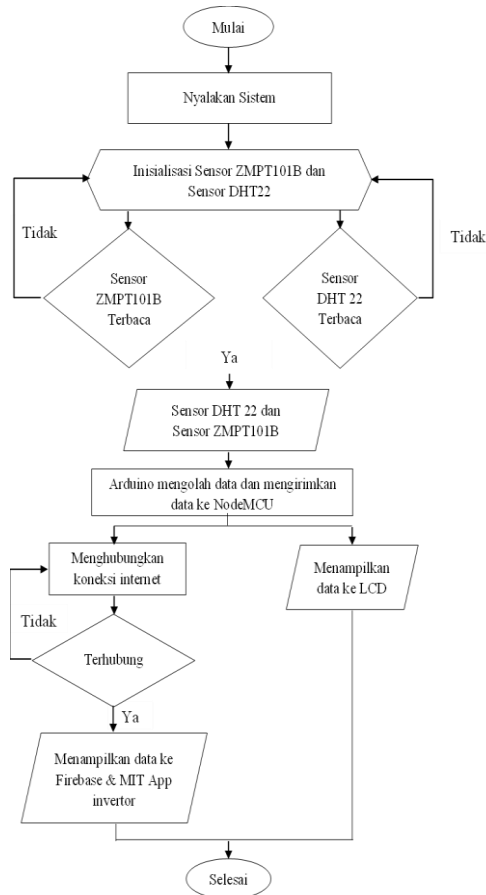 Mulai
Nyalakan Sistem
Inisialisasi Sensor ZMPT101B dan
Sensor DHT22
Tidak
Tidak
Sensor
ZMPT101B
Terbaca
Sensor
DHT 22
Terbaca
Ya
Sensor DHT 22 dan
Sensor ZMPT101B
Arduino mengolah data dan mengirimkan
data ke NodeMCU
Menghubungkan
koneksi internet
Menampilkan
data ke LCD
Tidak
Terhubung
Ya
Menampilkan data ke
Firebase & MIT App
invertor
Selesai